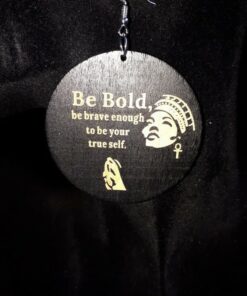 Be Bold,
be brave enough
to be your
true self.